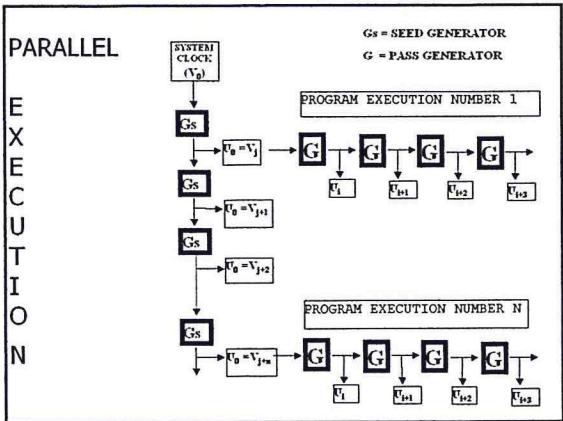 PARALLEL
EXECUTION
Gs = SEED GENERATOR
G = PASS GENERATOR
SYSTEM
CLOCK
(V0)
PROGRAM EXECUTION NUMBER 1
Gs
U0 =Vj
G G G G
Ui Ui+1 Ui+2 Ui+3
Gs
U0 =Vj+1
Gs
U0 =Vj+2
PROGRAM EXECUTION NUMBER N
Gs
U0 =Vj+n
G G G G
Ui Ui+1 Ui+2 Ui+3